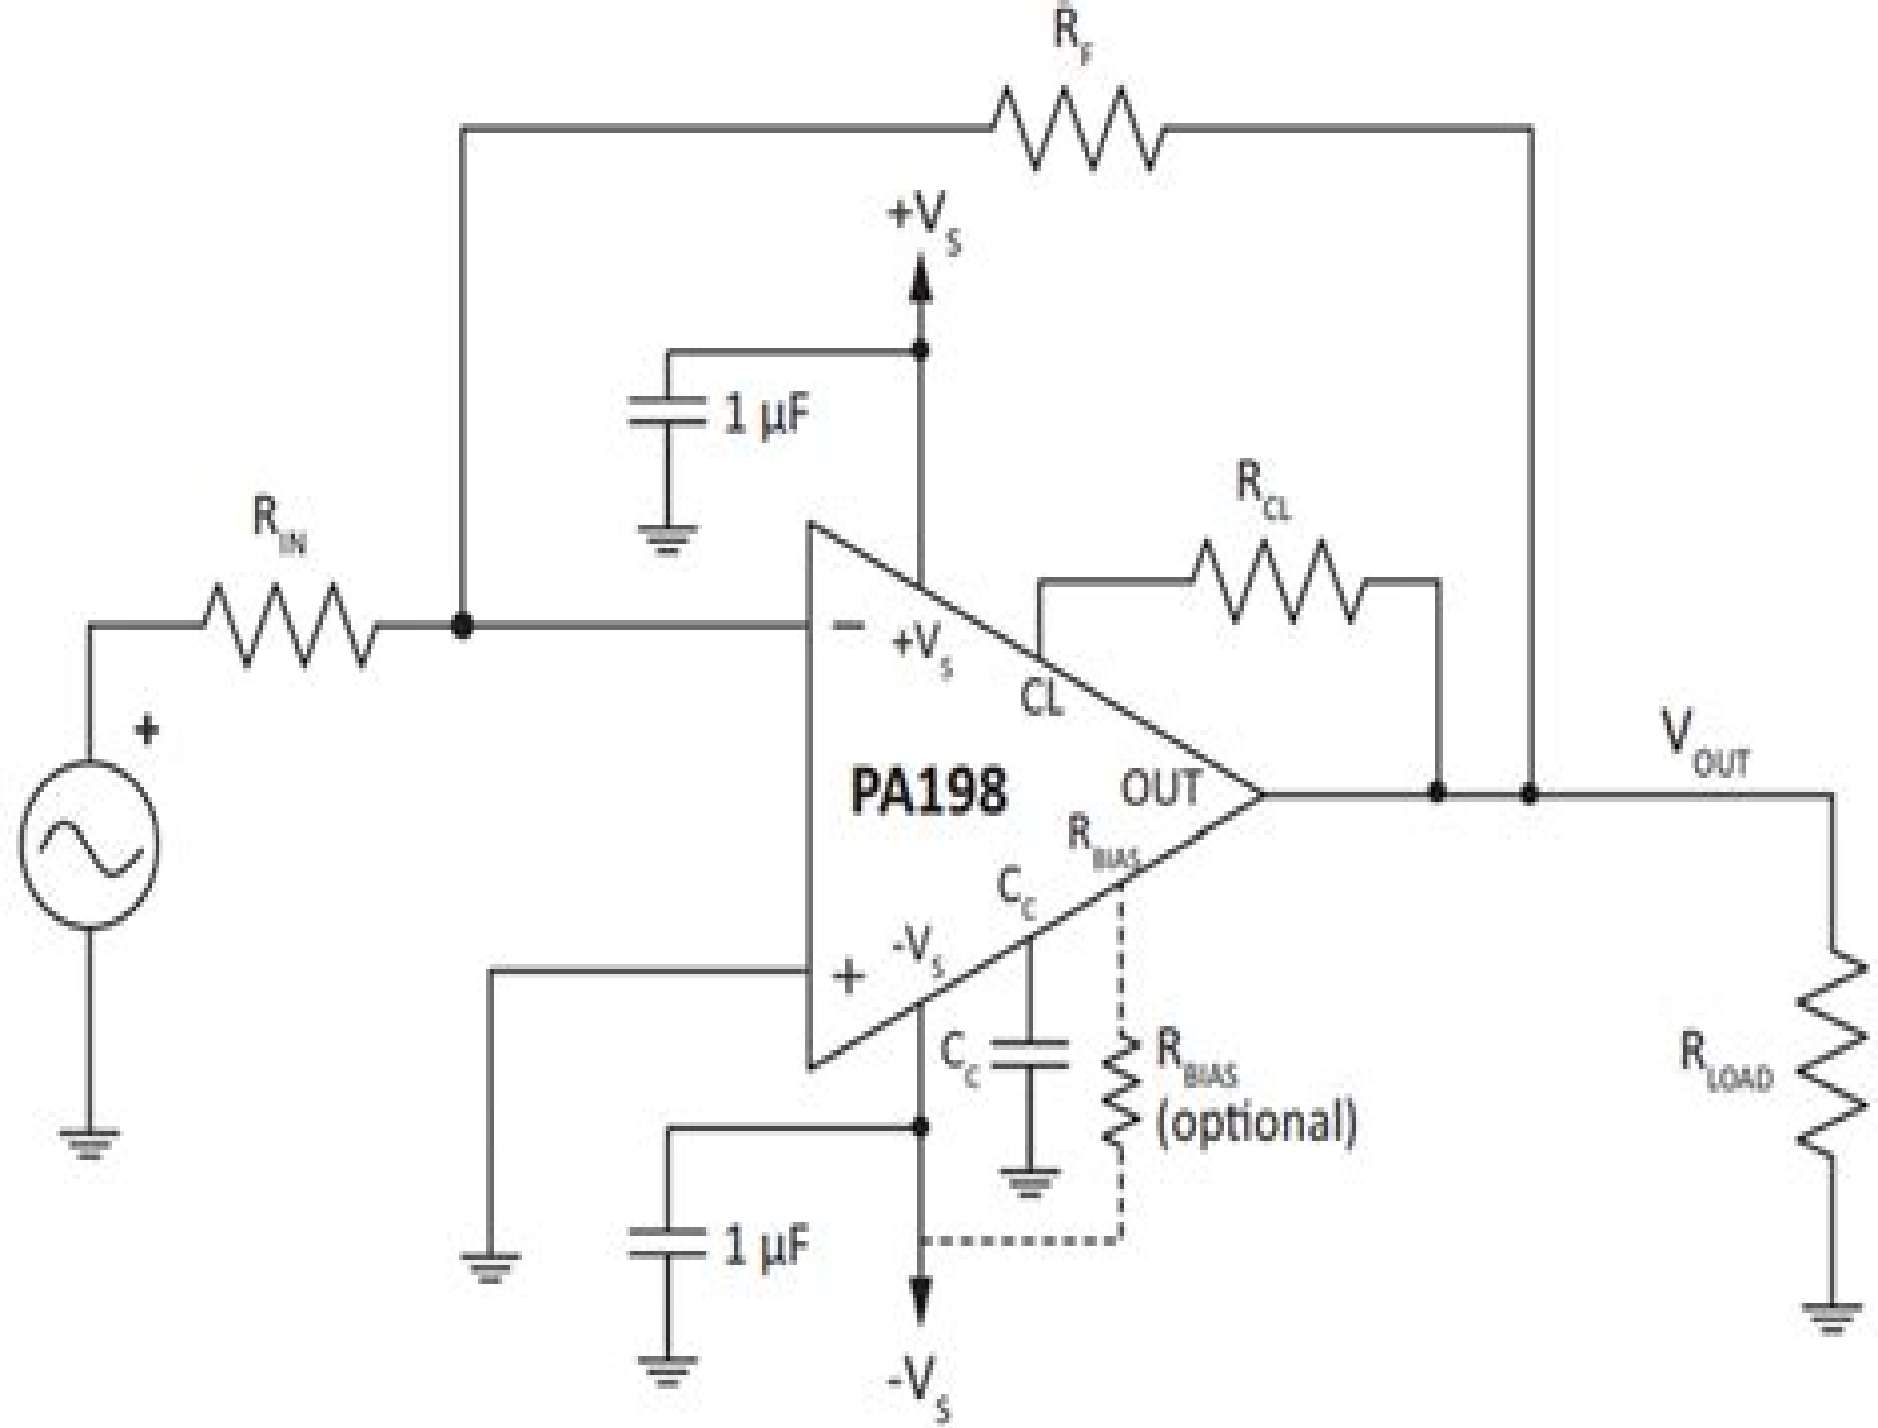 R_F
+V_S
1 µF
R_CL
R_IN
−
+V_S
CL
+
V_OUT
PA198
OUT
R_BIAS
C_C
-V_S
+
C_C
R_BIAS
(optional)
R_LOAD
1 µF
-V_S